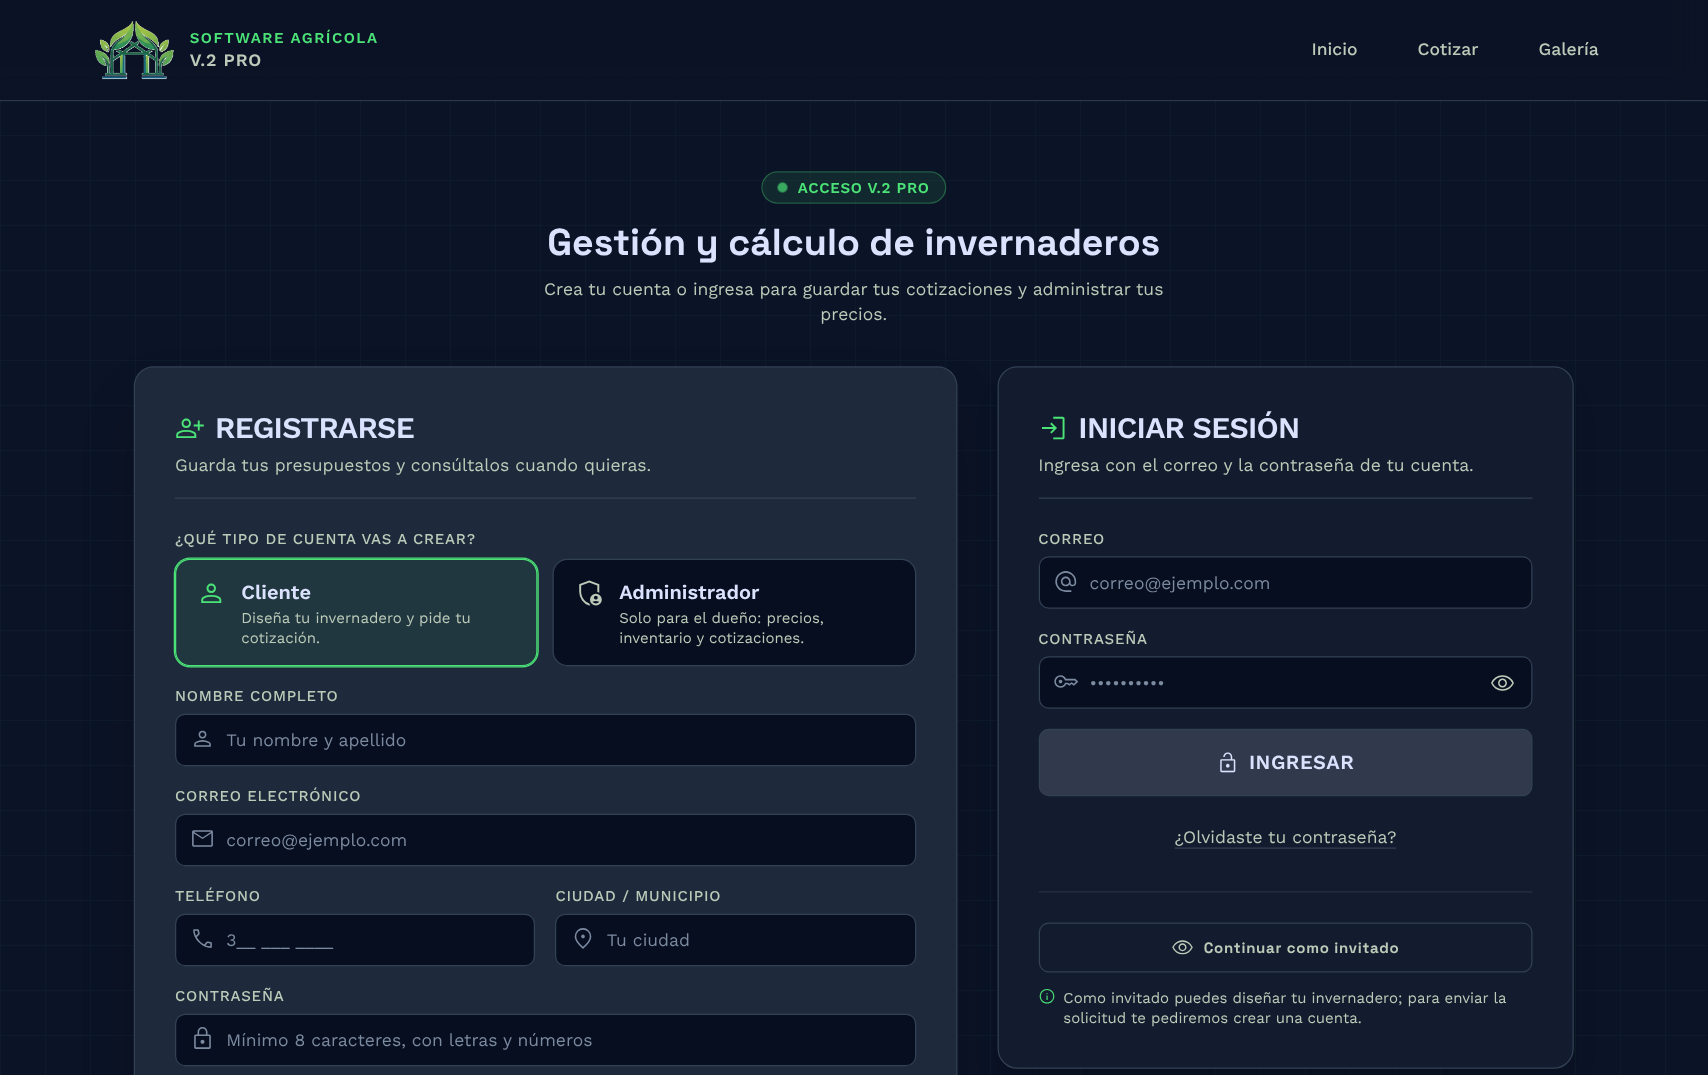 SOFTWARE AGRÍCOLA
V.2 PRO
Inicio
Cotizar
Galería
ACCESO V.2 PRO
Gestión y cálculo de invernaderos
Crea tu cuenta o ingresa para guardar tus cotizaciones y administrar tus
precios.
REGISTRARSE
Guarda tus presupuestos y consúltalos cuando quieras.
¿QUÉ TIPO DE CUENTA VAS A CREAR?
Cliente
Diseña tu invernadero y pide tu
cotización.
Administrador
Solo para el dueño: precios,
inventario y cotizaciones.
NOMBRE COMPLETO
Tu nombre y apellido
CORREO ELECTRÓNICO
correo@ejemplo.com
TELÉFONO
3__ ___ ____
CIUDAD / MUNICIPIO
Tu ciudad
CONTRASEÑA
Mínimo 8 caracteres, con letras y números
INICIAR SESIÓN
Ingresa con el correo y la contraseña de tu cuenta.
CORREO
correo@ejemplo.com
CONTRASEÑA
••••••••••
INGRESAR
¿Olvidaste tu contraseña?
Continuar como invitado
Como invitado puedes diseñar tu invernadero; para enviar la
solicitud te pediremos crear una cuenta.